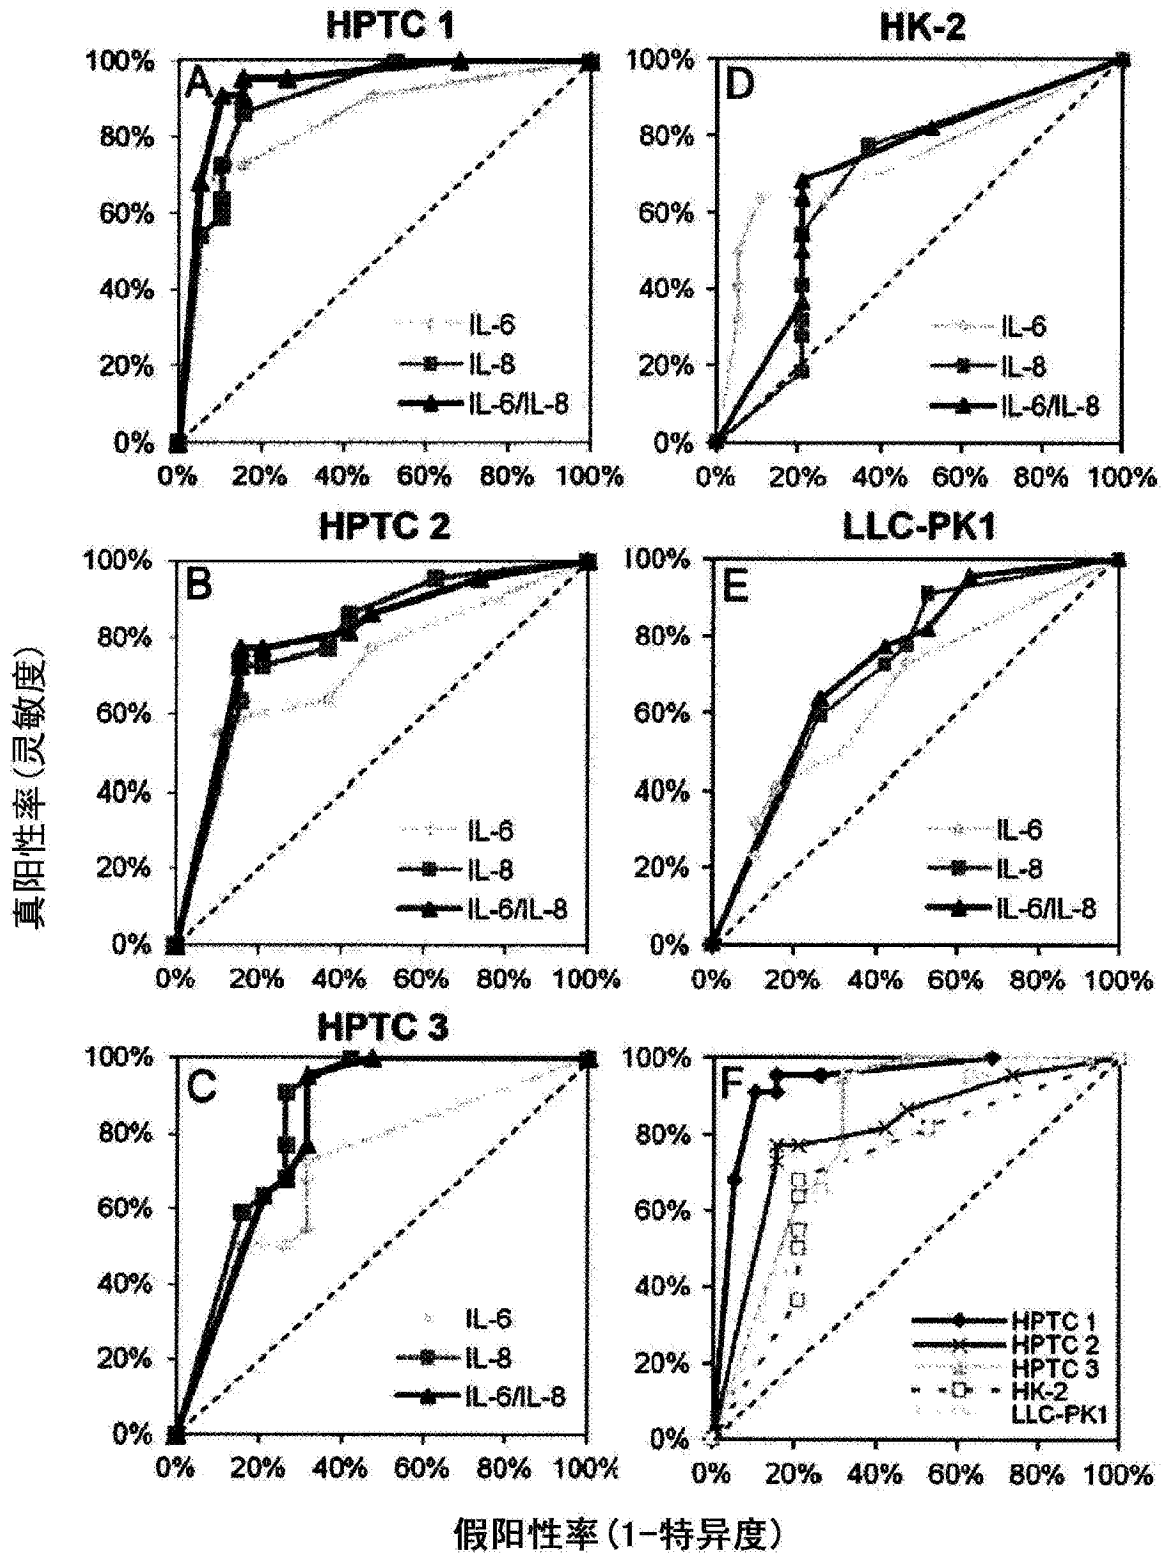 HPTC 1
A
100%
80%
60%
40%
20%
0%
IL-6
IL-8
IL-6/IL-8
0% 20% 40% 60% 80% 100%
HK-2
D
100%
80%
60%
40%
20%
0%
IL-6
IL-8
IL-6/IL-8
0% 20% 40% 60% 80% 100%
HPTC 2
B
100%
80%
60%
40%
20%
0%
IL-6
IL-8
IL-6/IL-8
0% 20% 40% 60% 80% 100%
LLC-PK1
E
100%
80%
60%
40%
20%
0%
IL-6
IL-8
IL-6/IL-8
0% 20% 40% 60% 80% 100%
HPTC 3
C
100%
80%
60%
40%
20%
0%
IL-6
IL-8
IL-6/IL-8
0% 20% 40% 60% 80% 100%
F
100%
80%
60%
40%
20%
0%
HPTC 1
HPTC 2
HPTC 3
HK-2
LLC-PK1
0% 20% 40% 60% 80% 100%
真阳性率(灵敏度)
假阳性率(1-特异度)